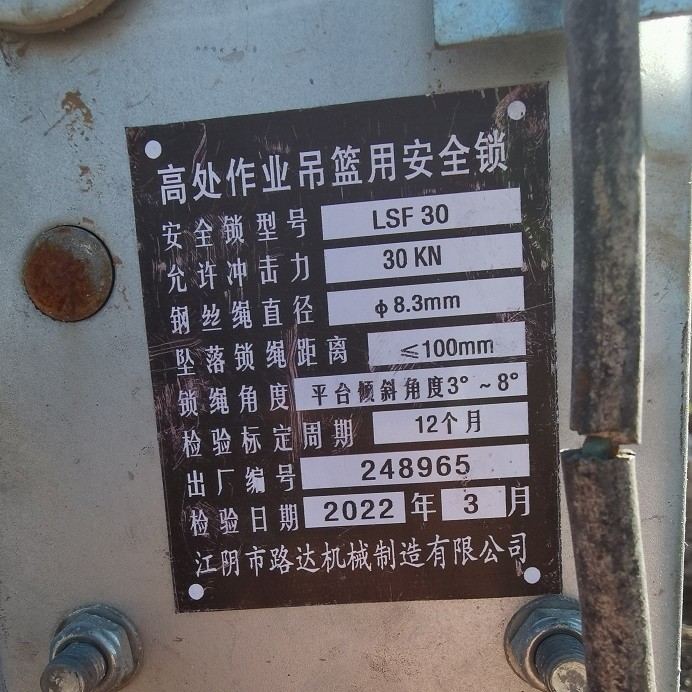 高处作业吊篮用安全锁
安全锁型号 LSF 30
允许冲击力 30 KN
钢丝绳直径 ф8.3mm
坠落锁绳距离 ≤100mm
锁绳角度 平台倾斜角度3°~8°
检验标定周期 12个月
出厂编号 248965
检验日期 2022 年 3 月
江阴市路达机械制造有限公司